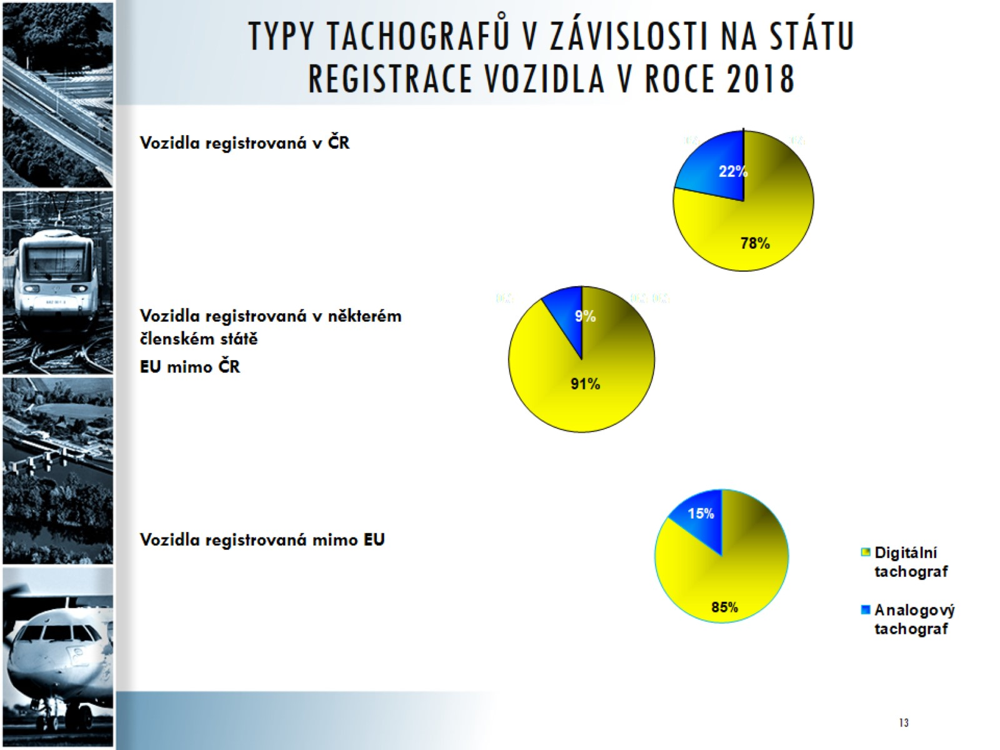 TYPY TACHOGRAFŮ V ZÁVISLOSTI NA STÁTU
REGISTRACE VOZIDLA V ROCE 2018
Vozidla registrovaná v ČR
22%
78%
Vozidla registrovaná v některém
členském státě
EU mimo ČR
9%
91%
Vozidla registrovaná mimo EU
15%
85%
Digitální
tachograf
Analogový
tachograf
13